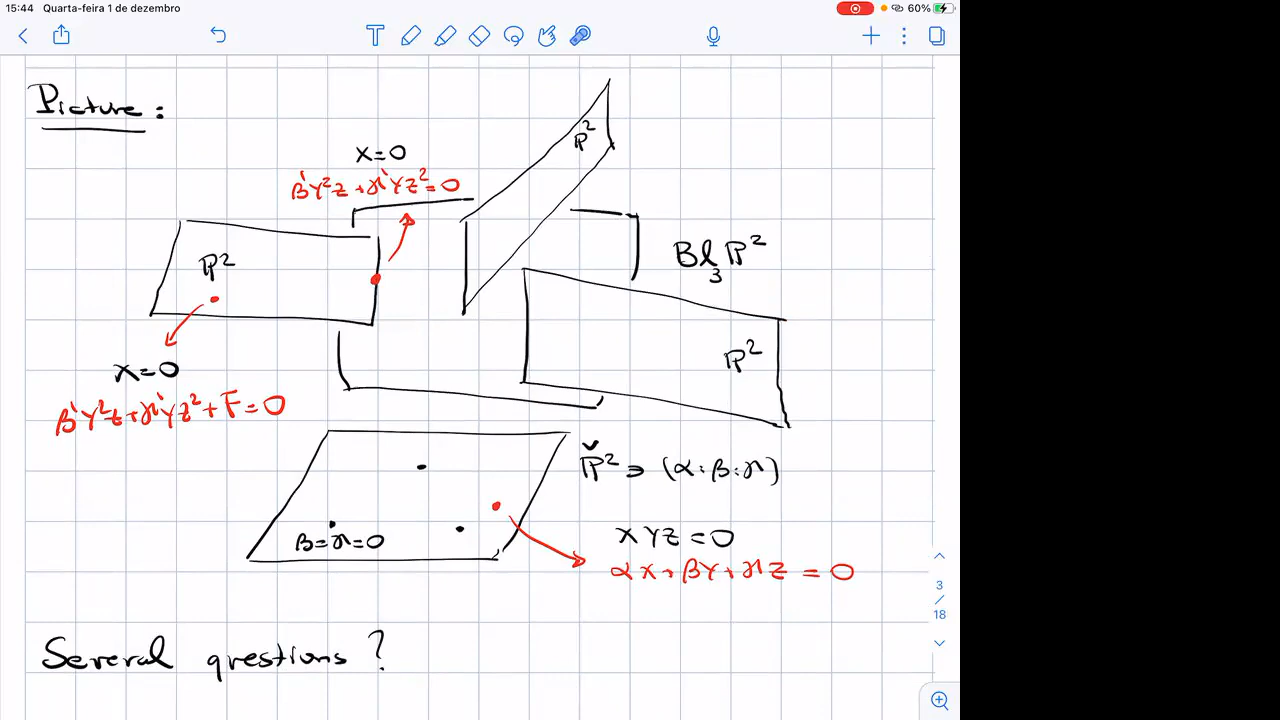 15:44 Quarta-feira 1 de dezembro 60%
Picture:
P²
X=0
β'Y²Z+γ'YZ²=0
P²
Bl₃P²
X=0
β'Y²Z+γ'YZ²+F=0
P²
P̌²∋(α:β:γ)
β=γ=0
XYZ=0
αX+βY+γZ=0
3
/
18
Several questions?